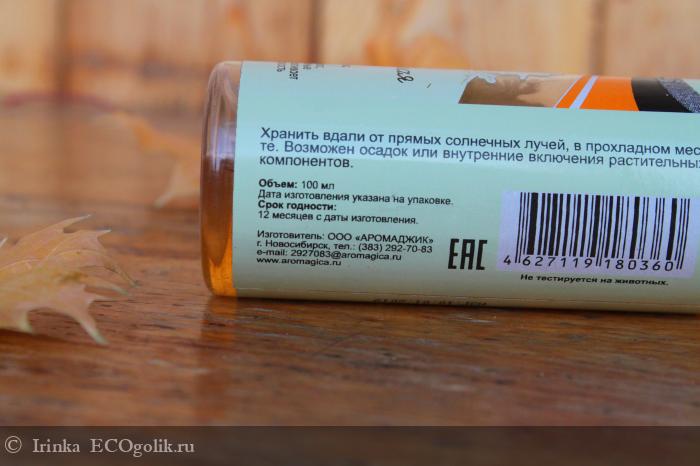 Хранить вдали от прямых солнечных лучей, в прохладном мес
те. Возможен осадок или внутренние включения растительных
компонентов.
Объем: 100 мл
Дата изготовления указана на упаковке.
Срок годности:
12 месяцев с даты изготовления.
Изготовитель: ООО «АРОМАДЖИК»
г. Новосибирск, тел.: (383) 292-70-83
e-mail: 2927083@aromagica.ru
www.aromagica.ru
EAC
4 627119 180360
Не тестируется на животных.
© Irinka ECOgolik.ru